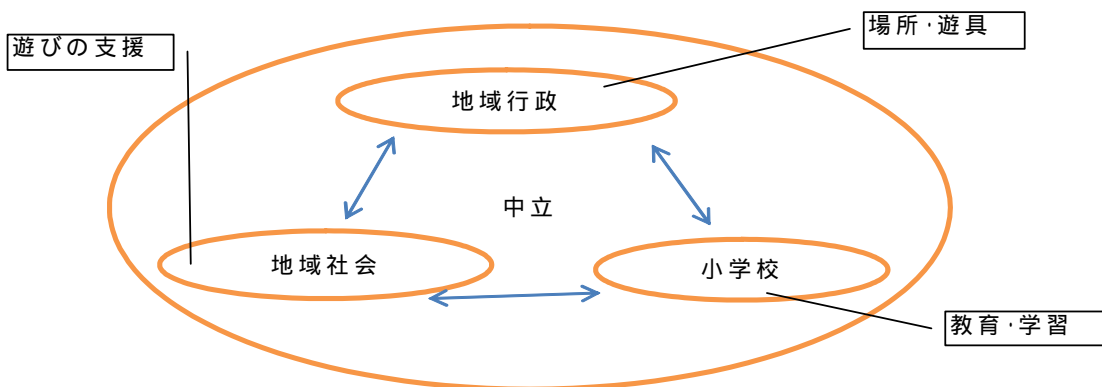 場所・遊具
遊びの支援
地域行政
中立
地域社会
小学校
教育・学習